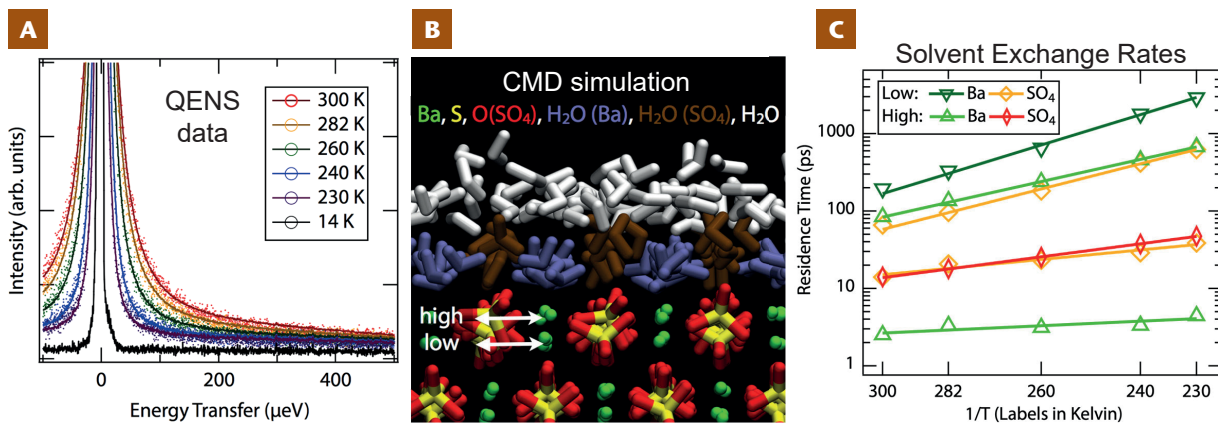 A
QENS
data
300 K
282 K
260 K
240 K
230 K
14 K
Intensity (arb. units)
0
200
400
Energy Transfer (µeV)
B
CMD simulation
Ba, S, O(SO4), H2O (Ba), H2O (SO4), H2O
high
low
C
Solvent Exchange Rates
Low: Ba SO4
High: Ba SO4
Residence Time (ps)
1000
100
10
1
300
282
260
240
230
1/T (Labels in Kelvin)